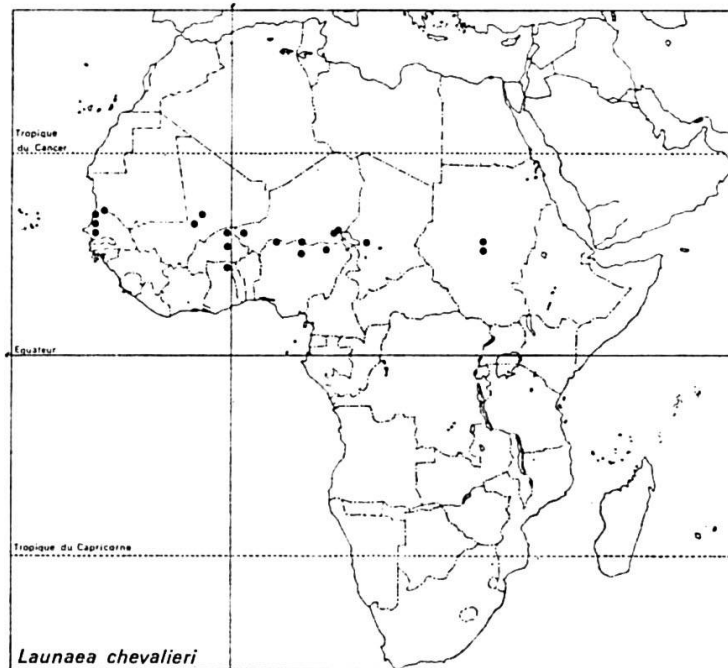 Tropique
du Cancer
Equateur
Tropique du Capricorne
Launaea chevalieri